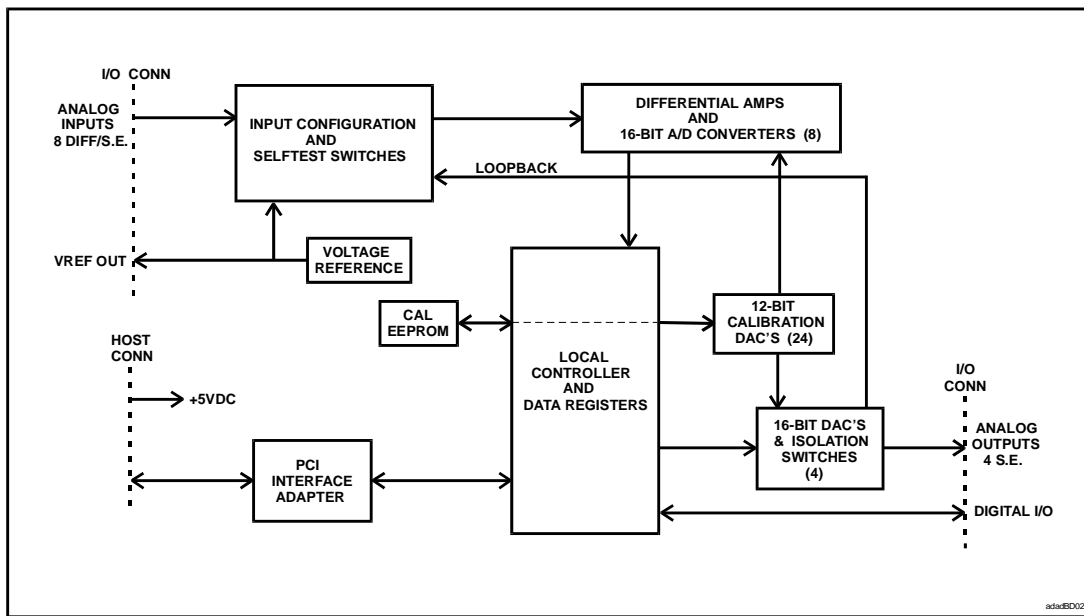 I/O CONN
ANALOG
INPUTS
8 DIFF/S.E.
INPUT CONFIGURATION
AND
SELFTEST SWITCHES
DIFFERENTIAL AMPS
AND
16-BIT A/D CONVERTERS (8)
LOOPBACK
VREF OUT
VOLTAGE
REFERENCE
CAL
EEPROM
12-BIT
CALIBRATION
DAC'S (24)
HOST
CONN
+5VDC
LOCAL
CONTROLLER
AND
DATA REGISTERS
I/O
CONN
16-BIT DAC'S
& ISOLATION
SWITCHES
(4)
ANALOG
OUTPUTS
4 S.E.
PCI
INTERFACE
ADAPTER
DIGITAL I/O
adadBD02